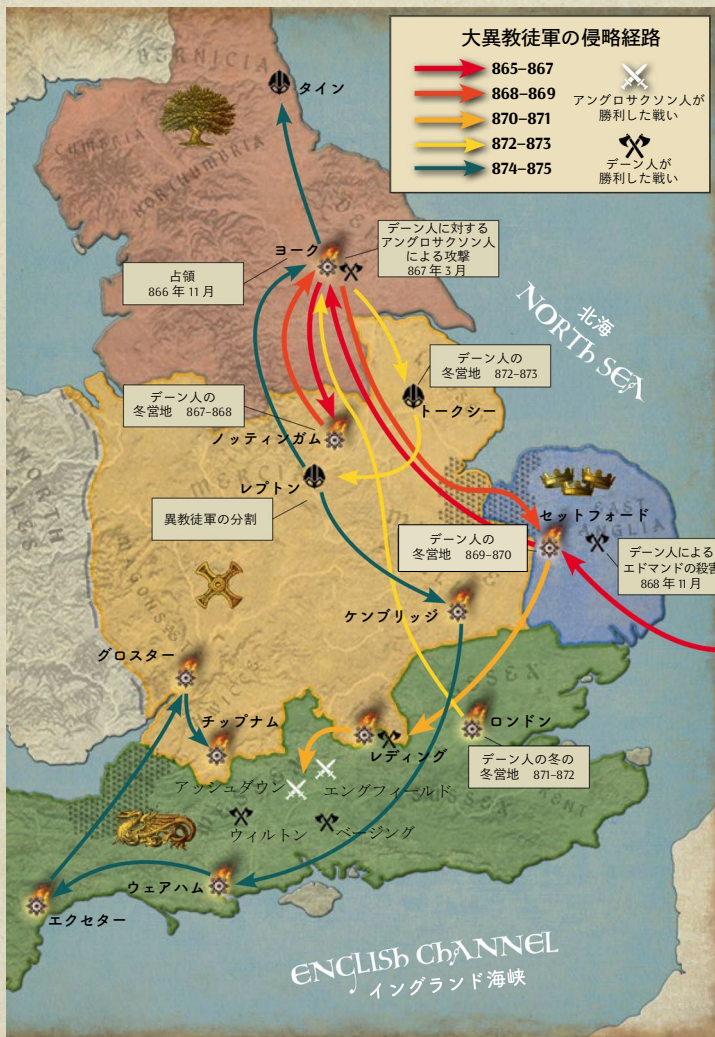 大異教徒軍の侵略経路
865–867
868–869
870–871
872–873
874–875
アングロサクソン人が
勝利した戦い
デーン人が
勝利した戦い
BERNICIA
タイン
CUMBRIA
NORTHUMBRIA
ヨーク
デーン人に対する
アングロサクソン人
による攻撃
867 年 3 月
占領
866 年 11 月
北海
NORTH SEA
デーン人の
冬営地 872–873
トークシー
デーン人の
冬営地 867–868
ノッティンガム
NORTH
MERCIA
レプトン
異教徒軍の分割
EAST
ANGLIA
セットフォード
デーン人の
冬営地 869–870
デーン人による
エドマンドの殺害
868 年 11 月
ケンブリッジ
グロスター
チップナム
ESSEX
ロンドン
レディング
デーン人の冬の
冬営地 871–872
アッシュダウン
エングフィールド
SUSSEX
KENT
ウィルトン
ベージング
ウェアハム
エクセター
ENGLISH CHANNEL
イングランド海峡